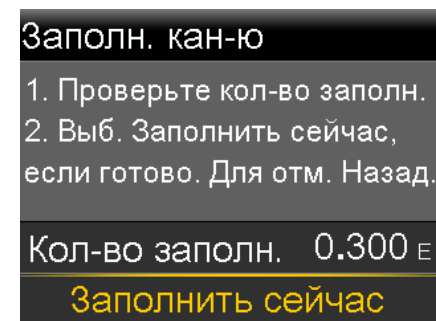 Заполн. кан-ю
1. Проверьте кол-во заполн.
2. Выб. Заполнить сейчас,
если готово. Для отм. Назад.
Кол-во заполн. 0.300 E
Заполнить сейчас